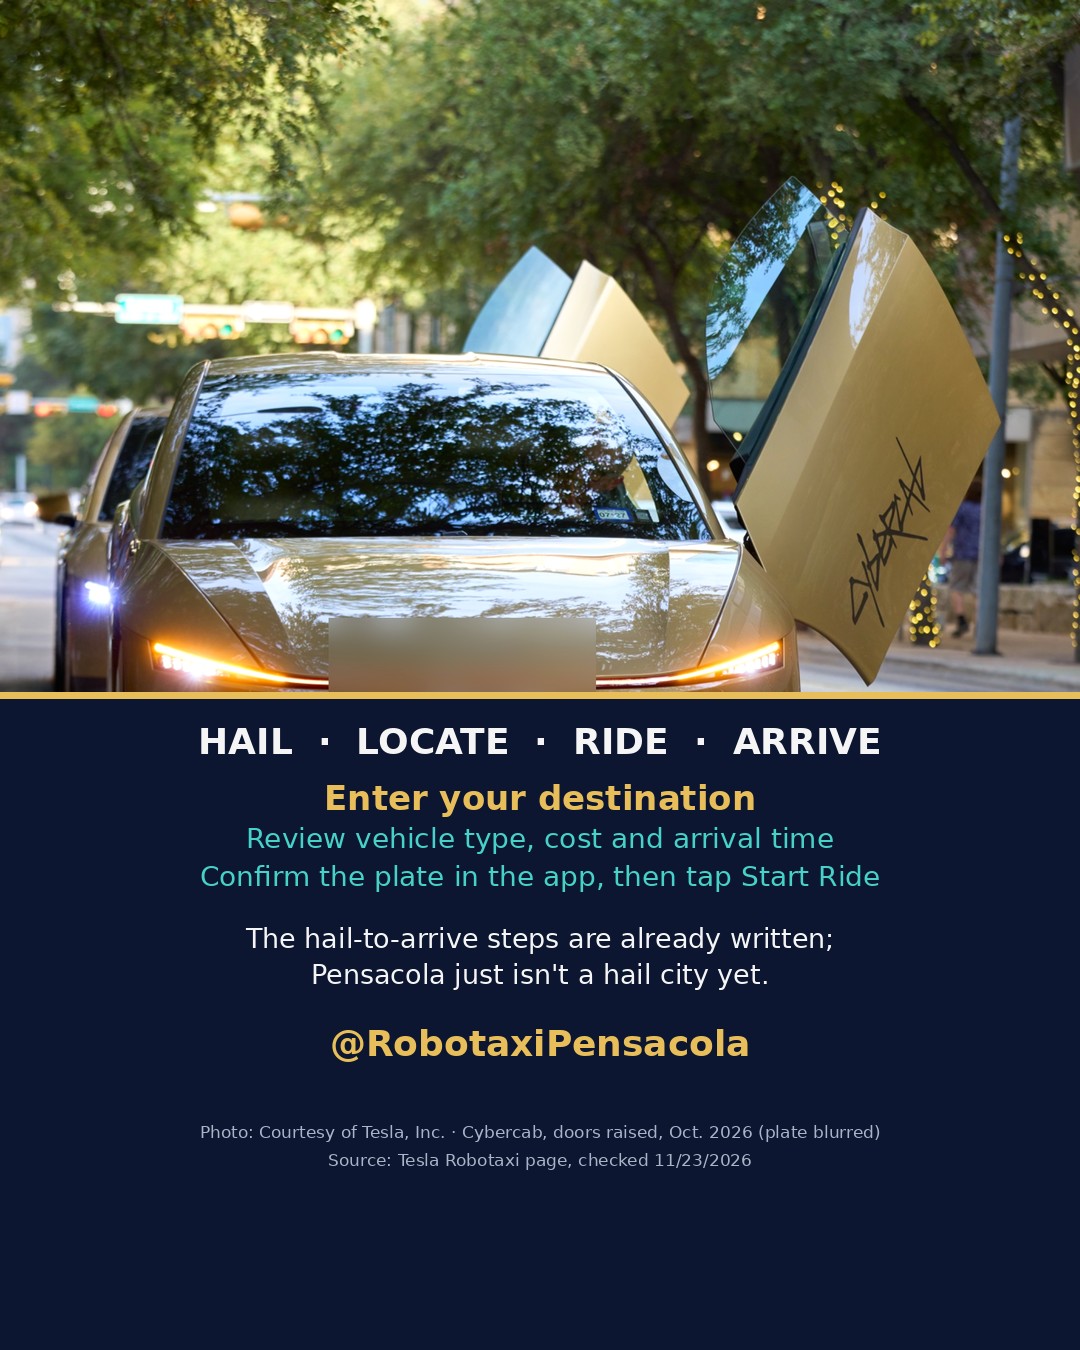 CYBERCAB
HAIL · LOCATE · RIDE · ARRIVE
Enter your destination
Review vehicle type, cost and arrival time
Confirm the plate in the app, then tap Start Ride
The hail-to-arrive steps are already written;
Pensacola just isn't a hail city yet.
@RobotaxiPensacola
Photo: Courtesy of Tesla, Inc. · Cybercab, doors raised, Oct. 2026 (plate blurred)
Source: Tesla Robotaxi page, checked 11/23/2026